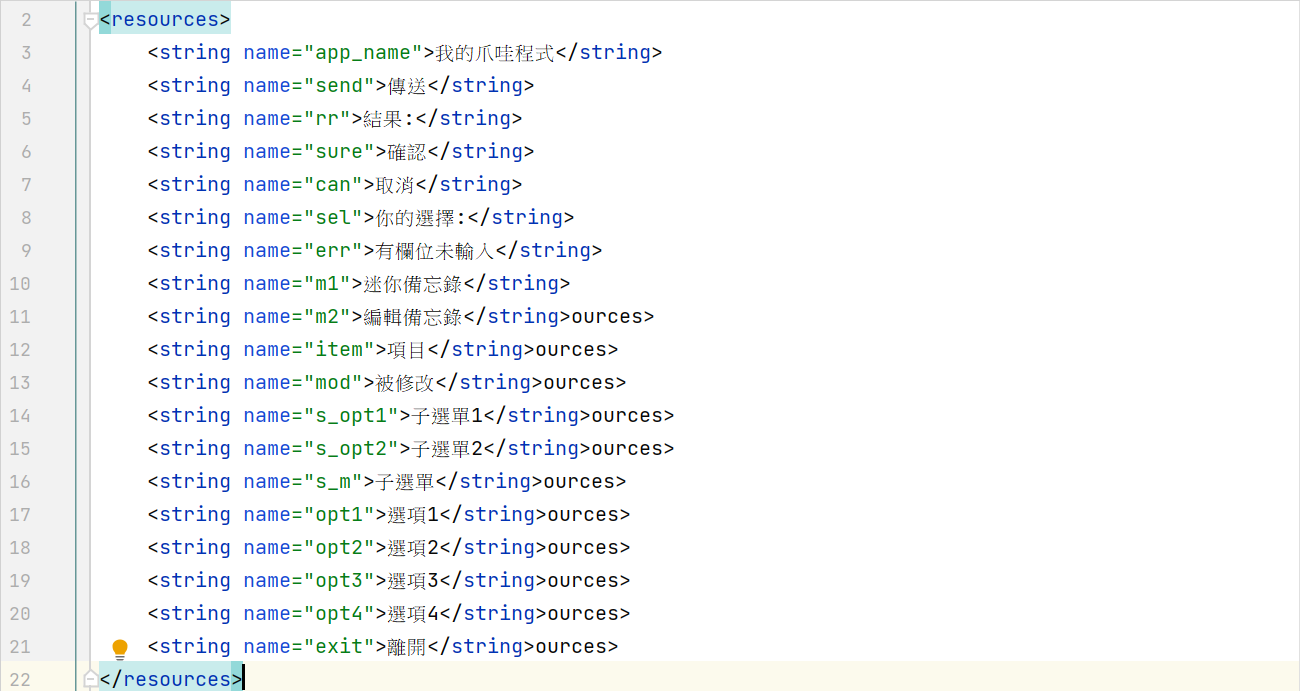 2 <resources>
3 <string name="app_name">我的爪哇程式</string>
4 <string name="send">傳送</string>
5 <string name="rr">結果:</string>
6 <string name="sure">確認</string>
7 <string name="can">取消</string>
8 <string name="sel">你的選擇:</string>
9 <string name="err">有欄位未輸入</string>
10 <string name="m1">迷你備忘錄</string>
11 <string name="m2">編輯備忘錄</string>ources>
12 <string name="item">項目</string>ources>
13 <string name="mod">被修改</string>ources>
14 <string name="s_opt1">子選單1</string>ources>
15 <string name="s_opt2">子選單2</string>ources>
16 <string name="s_m">子選單</string>ources>
17 <string name="opt1">選項1</string>ources>
18 <string name="opt2">選項2</string>ources>
19 <string name="opt3">選項3</string>ources>
20 <string name="opt4">選項4</string>ources>
21 <string name="exit">離開</string>ources>
22 </resources>